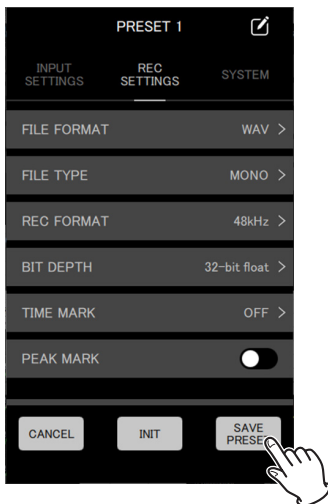 PRESET 1
INPUT
SETTINGS
REC
SETTINGS
SYSTEM
FILE FORMAT WAV >
FILE TYPE MONO >
REC FORMAT 48kHz >
BIT DEPTH 32-bit float >
TIME MARK OFF >
PEAK MARK
CANCEL
INIT
SAVE
PRESET